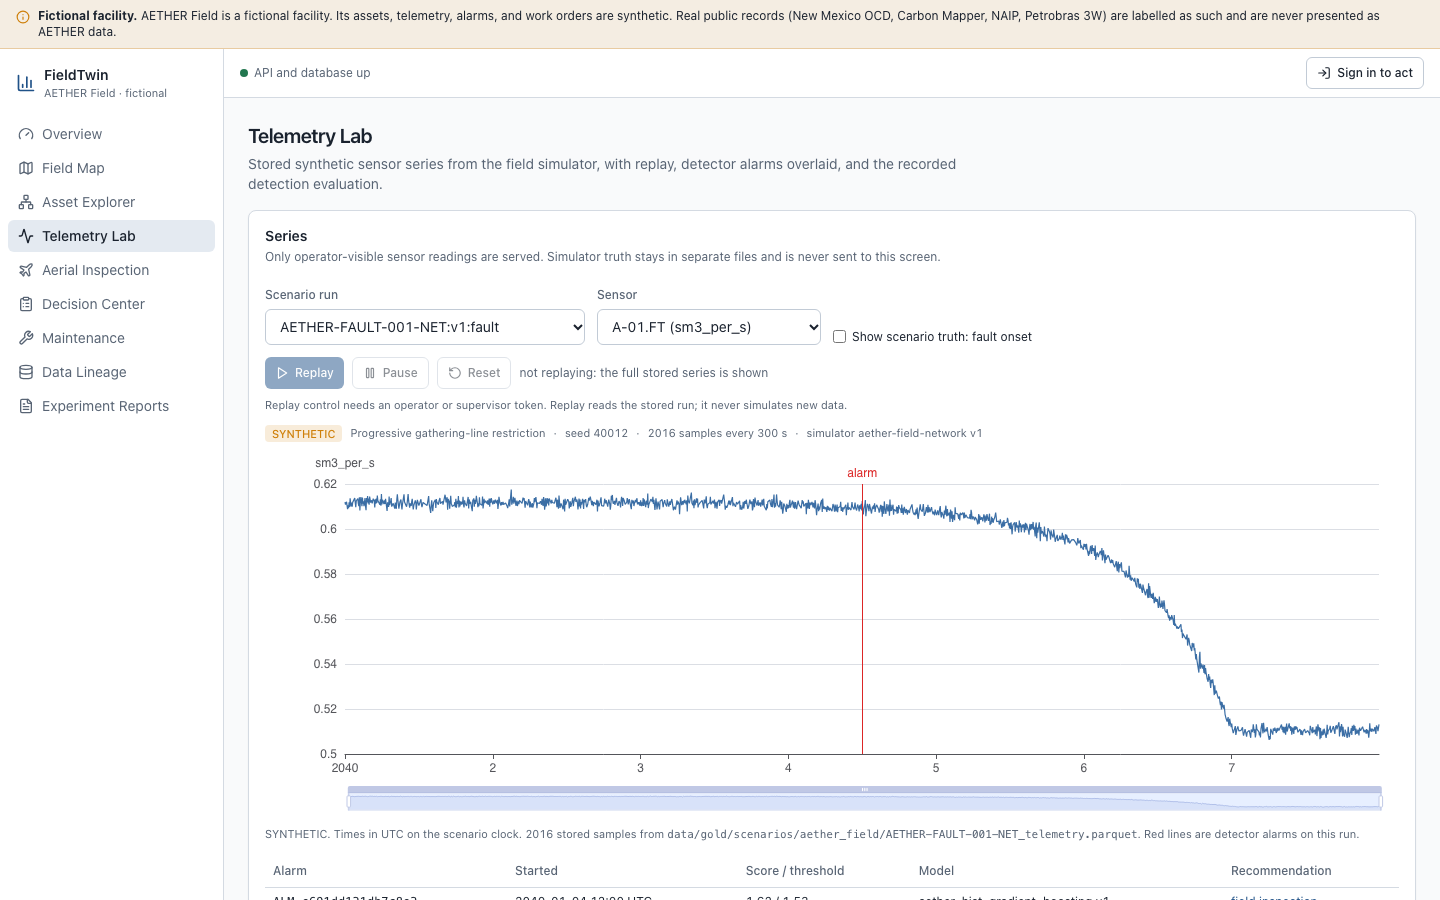 Fictional facility. AETHER Field is a fictional facility. Its assets, telemetry, alarms, and work orders are synthetic. Real public records (New Mexico OCD, Carbon Mapper, NAIP, Petrobras 3W) are labelled as such and are never presented as
AETHER data.
FieldTwin
AETHER Field · fictional
Overview
Field Map
Asset Explorer
Telemetry Lab
Aerial Inspection
Decision Center
Maintenance
Data Lineage
Experiment Reports
API and database up
Sign in to act
Telemetry Lab
Stored synthetic sensor series from the field simulator, with replay, detector alarms overlaid, and the recorded
detection evaluation.
Series
Only operator-visible sensor readings are served. Simulator truth stays in separate files and is never sent to this screen.
Scenario run
Sensor
AETHER-FAULT-001-NET:v1:fault
A-01.FT (sm3_per_s)
Show scenario truth: fault onset
Replay
Pause
Reset
not replaying: the full stored series is shown
Replay control needs an operator or supervisor token. Replay reads the stored run; it never simulates new data.
SYNTHETIC Progressive gathering-line restriction · seed 40012 · 2016 samples every 300 s · simulator aether-field-network v1
sm3_per_s
alarm
0.62
0.6
0.58
0.56
0.54
0.52
0.5
2040 2 3 4 5 6 7
SYNTHETIC. Times in UTC on the scenario clock. 2016 stored samples from data/gold/scenarios/aether_field/AETHER-FAULT-001-NET_telemetry.parquet. Red lines are detector alarms on this run.
Alarm Started Score / threshold Model Recommendation